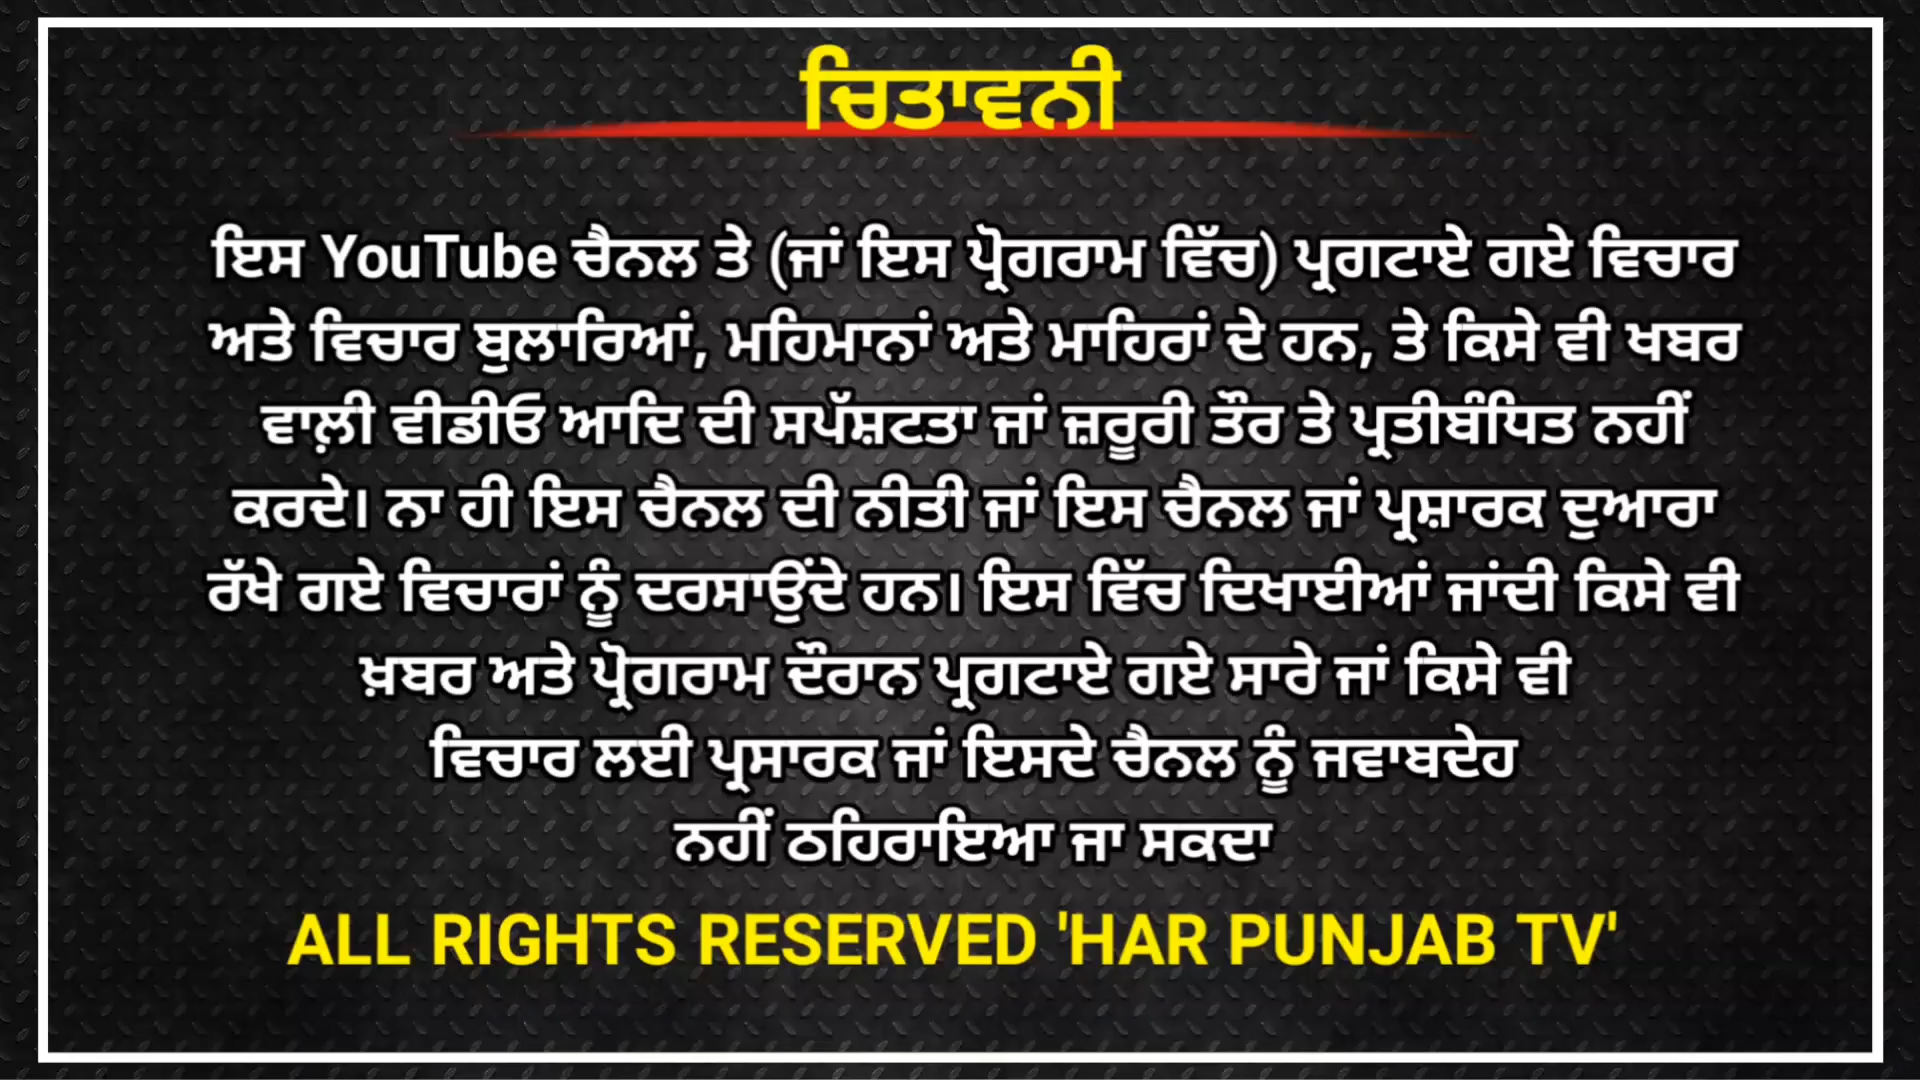 ਚਿਤਾਵਨੀ
ਇਸ YouTube ਚੈਨਲ ਤੇ (ਜਾਂ ਇਸ ਪ੍ਰੋਗਰਾਮ ਵਿੱਚ) ਪ੍ਰਗਟਾਏ ਗਏ ਵਿਚਾਰ
ਅਤੇ ਵਿਚਾਰ ਬੁਲਾਰਿਆਂ, ਮਹਿਮਾਨਾਂ ਅਤੇ ਮਾਹਿਰਾਂ ਦੇ ਹਨ, ਤੇ ਕਿਸੇ ਵੀ ਖਬਰ
ਵਾਲ਼ੀ ਵੀਡੀਓ ਆਦਿ ਦੀ ਸਪੱਸ਼ਟਤਾ ਜਾਂ ਜ਼ਰੂਰੀ ਤੌਰ ਤੇ ਪ੍ਰਤੀਬੰਧਿਤ ਨਹੀਂ
ਕਰਦੇ। ਨਾ ਹੀ ਇਸ ਚੈਨਲ ਦੀ ਨੀਤੀ ਜਾਂ ਇਸ ਚੈਨਲ ਜਾਂ ਪ੍ਰਸ਼ਾਰਕ ਦੁਆਰਾ
ਰੱਖੇ ਗਏ ਵਿਚਾਰਾਂ ਨੂੰ ਦਰਸਾਉਂਦੇ ਹਨ। ਇਸ ਵਿੱਚ ਦਿਖਾਈਆਂ ਜਾਂਦੀ ਕਿਸੇ ਵੀ
ਖ਼ਬਰ ਅਤੇ ਪ੍ਰੋਗਰਾਮ ਦੌਰਾਨ ਪ੍ਰਗਟਾਏ ਗਏ ਸਾਰੇ ਜਾਂ ਕਿਸੇ ਵੀ
ਵਿਚਾਰ ਲਈ ਪ੍ਰਸਾਰਕ ਜਾਂ ਇਸਦੇ ਚੈਨਲ ਨੂੰ ਜਵਾਬਦੇਹ
ਨਹੀਂ ਠਹਿਰਾਇਆ ਜਾ ਸਕਦਾ
ALL RIGHTS RESERVED 'HAR PUNJAB TV'